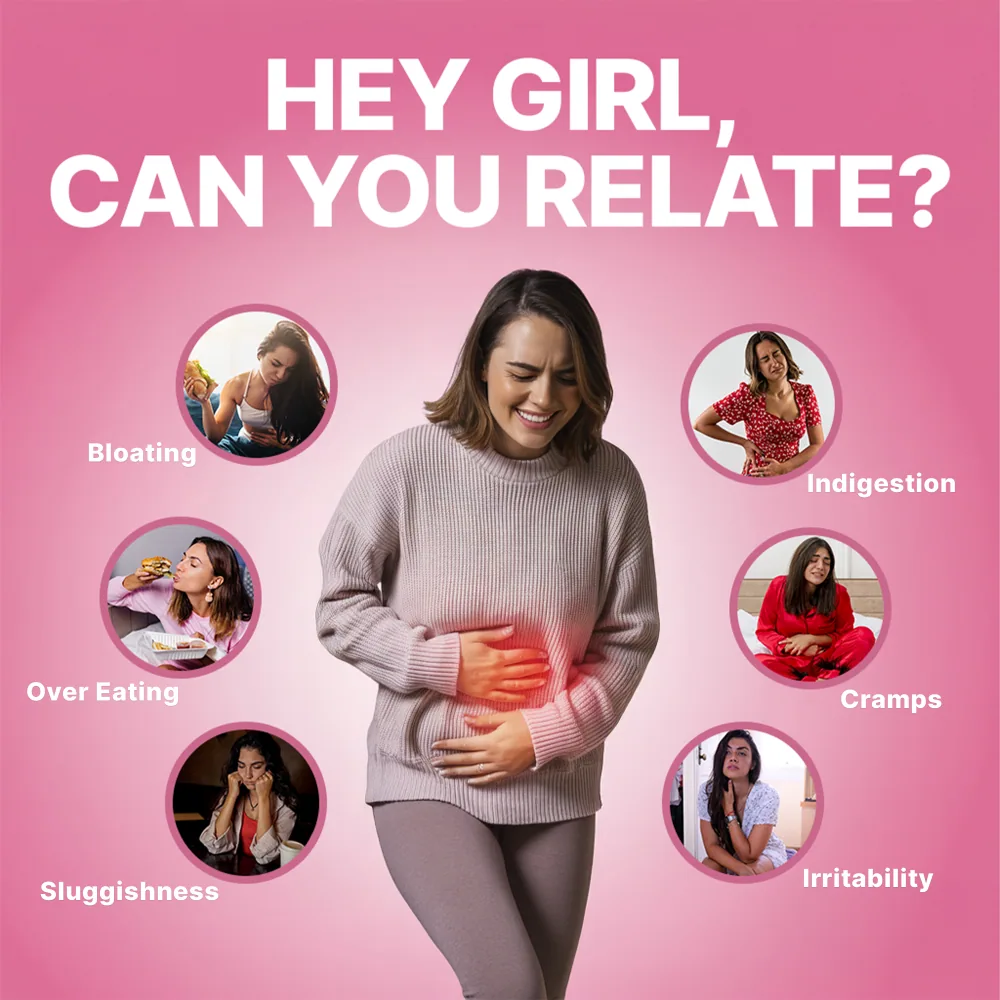 HEY GIRL,
CAN YOU RELATE?
Bloating
Indigestion
Over Eating
Cramps
Sluggishness
Irritability